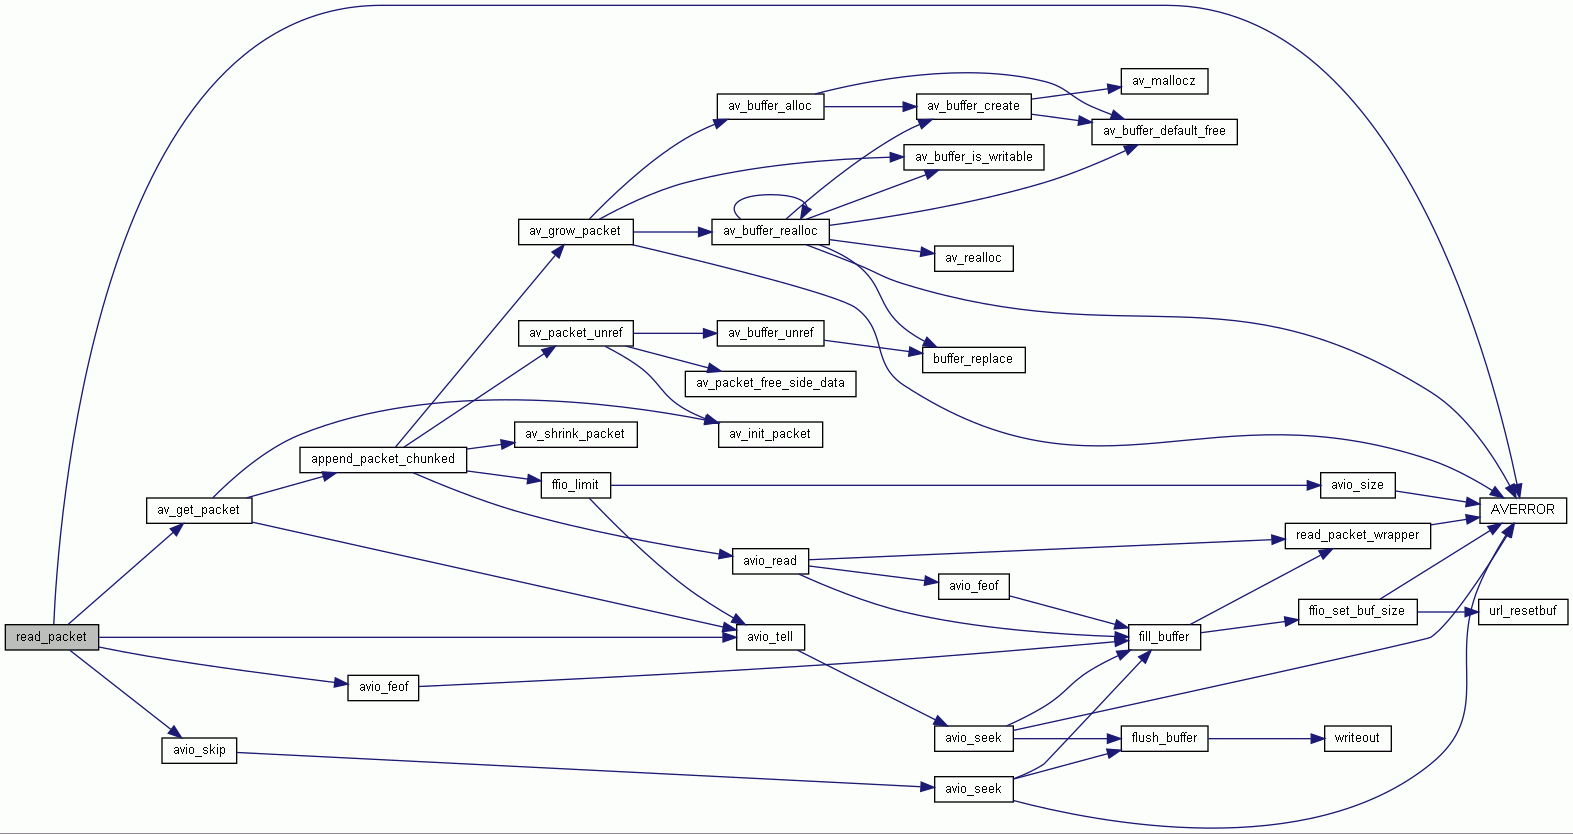 av_mallocz
av_buffer_alloc
av_buffer_create
av_buffer_default_free
av_buffer_is_writable
av_grow_packet
av_buffer_realloc
av_realloc
av_packet_unref
av_buffer_unref
buffer_replace
av_packet_free_side_data
av_shrink_packet
av_init_packet
append_packet_chunked
ffio_limit
avio_size
av_get_packet
AVERROR
read_packet_wrapper
avio_read
avio_feof
ffio_set_buf_size
url_resetbuf
read_packet
avio_tell
fill_buffer
avio_feof
avio_seek
flush_buffer
writeout
avio_skip
avio_seek